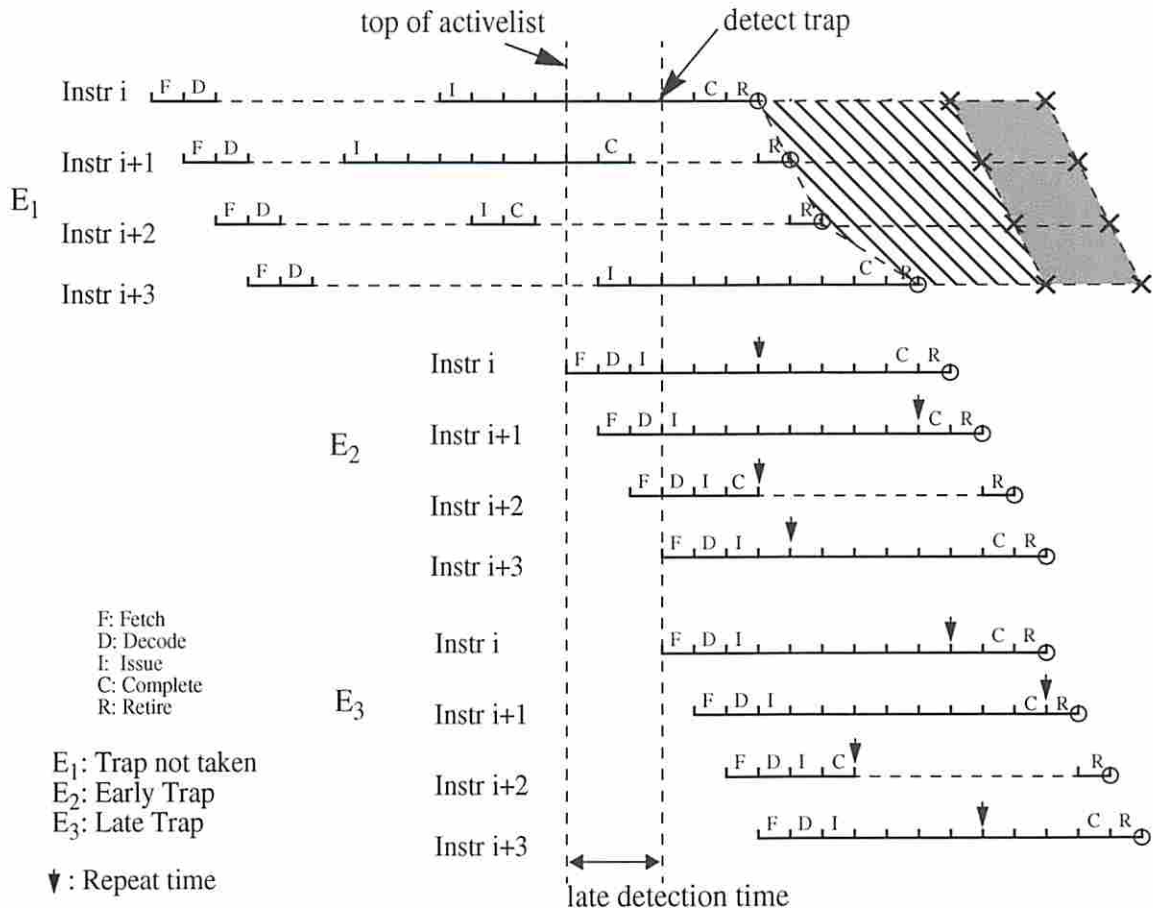 top of activelist
detect trap
Instr i
F D I C R
Instr i+1
F D I C R
E1
Instr i+2
F D I C R
Instr i+3
F D I C R
Instr i
F D I C R
Instr i+1
F D I C R
E2
Instr i+2
F D I C R
Instr i+3
F D I C R
F: Fetch
D: Decode
I: Issue
C: Complete
R: Retire
Instr i
F D I C R
E3
Instr i+1
F D I C R
Instr i+2
F D I C R
Instr i+3
F D I C R
E1: Trap not taken
E2: Early Trap
E3: Late Trap
: Repeat time
late detection time